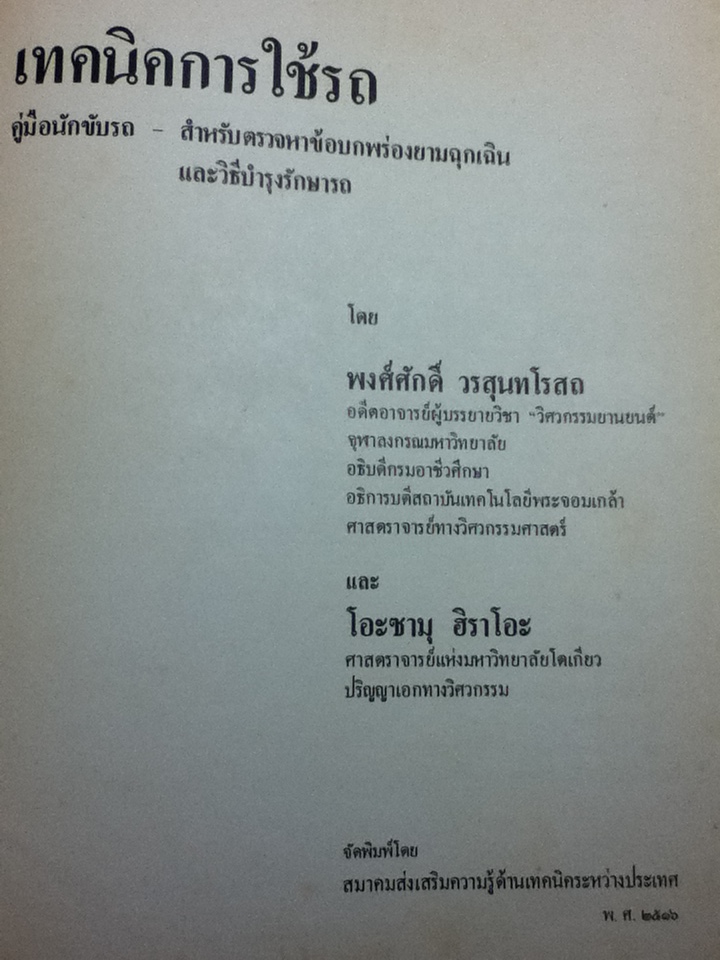 เทคนิคการใช้รถ
คู่มือนักขับรถ – สำหรับตรวจหาข้อบกพร่องยามฉุกเฉิน
และวิธีบำรุงรักษารถ
โดย
พงศ์ศักดิ์ วรสุนทโรสถ
อดีตอาจารย์ผู้บรรยายวิชา “วิศวกรรมยานยนต์”
จุฬาลงกรณมหาวิทยาลัย
อธิบดีกรมอาชีวศึกษา
อธิการบดีสถาบันเทคโนโลยีพระจอมเกล้า
ศาสตราจารย์ทางวิศวกรรมศาสตร์
และ
โอะซามุ ฮิราโอะ
ศาสตราจารย์แห่งมหาวิทยาลัยโตเกียว
ปริญญาเอกทางวิศวกรรม
จัดพิมพ์โดย
สมาคมส่งเสริมความรู้ด้านเทคนิคระหว่างประเทศ
พ. ศ. ๒๕๑๖